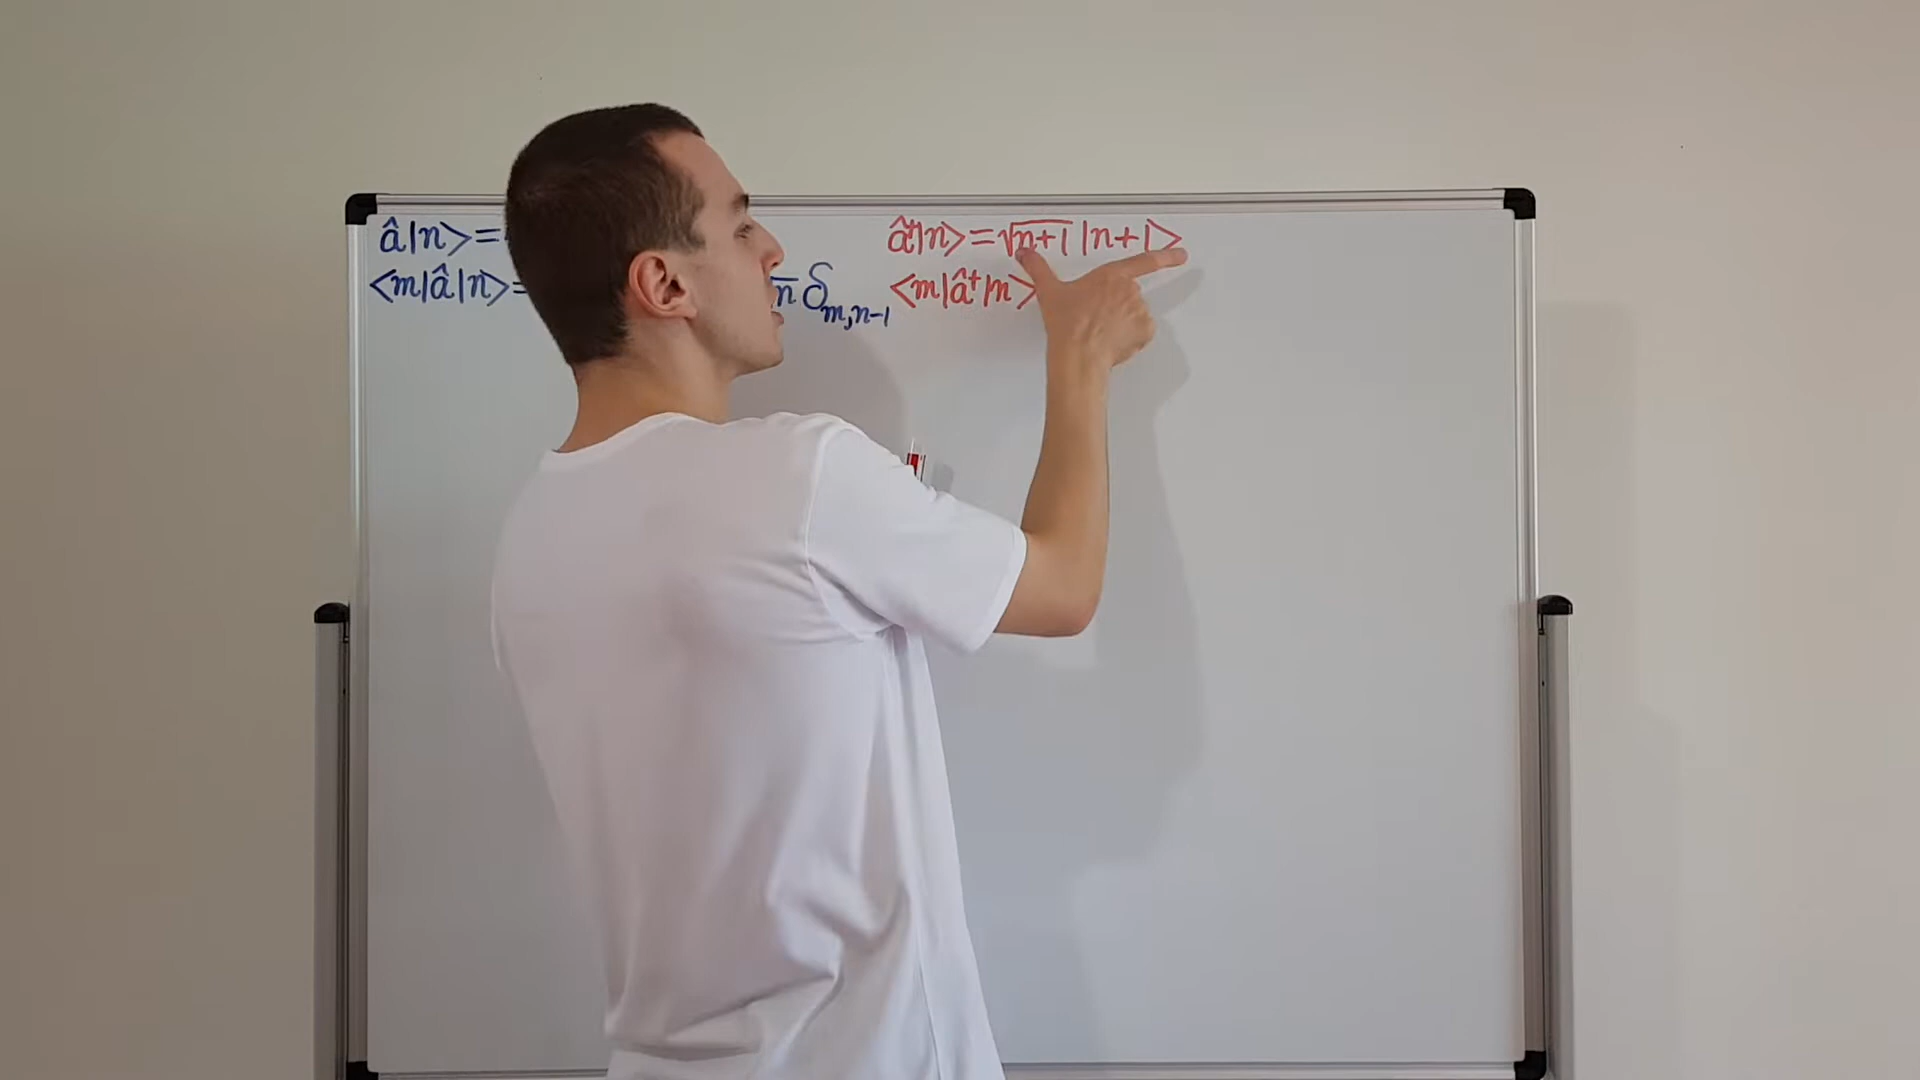 â|n⟩=
⟨m|â|n⟩=
n δₘ,ₙ₋₁
â†|n⟩=√n+1 |n+1⟩
⟨m|â†|n⟩